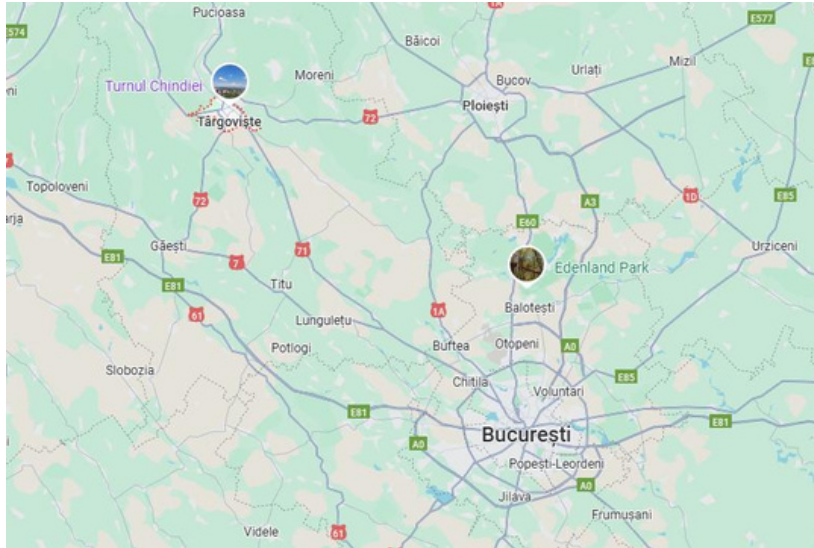 Pucioasa
1A
E577
E574
Băicoi
Mizil
Urlați
Moreni
Bucov
Turnul Chindiei
Ploiești
Târgoviște
72
Topoloveni
72
A3
1D
E85
E60
Găești
71
Urziceni
E81
7
Edenland Park
E81
Titu
1A
Balotești
61
Lungulețu
Otopeni
A0
Potlogi
Buftea
Slobozia
Chitila
E85
Voluntari
E81
E81
București
A0
Popești-Leordeni
A0
Jilava
Frumușani
Videle
61